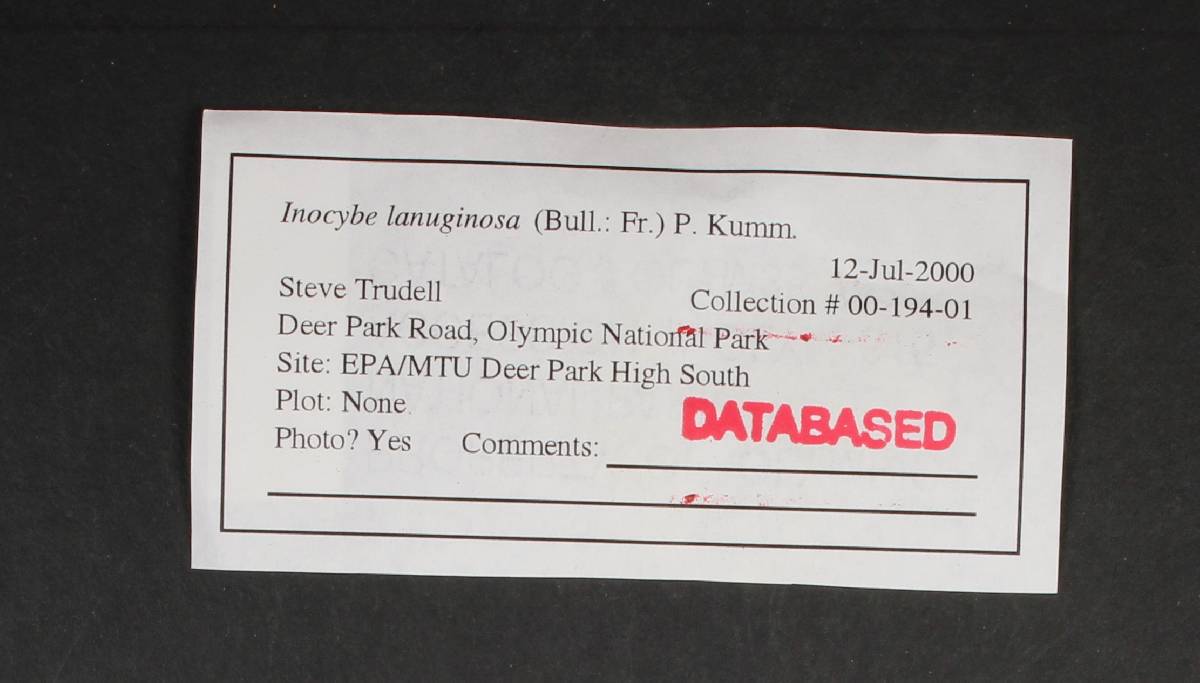 Inocybe lanuginosa (Bull.: Fr.) P. Kumm.
12-Jul-2000
Steve Trudell
Collection # 00-194-01
Deer Park Road, Olympic National Park
Site: EPA/MTU Deer Park High South
Plot: None
DATABASED
Photo? Yes Comments: